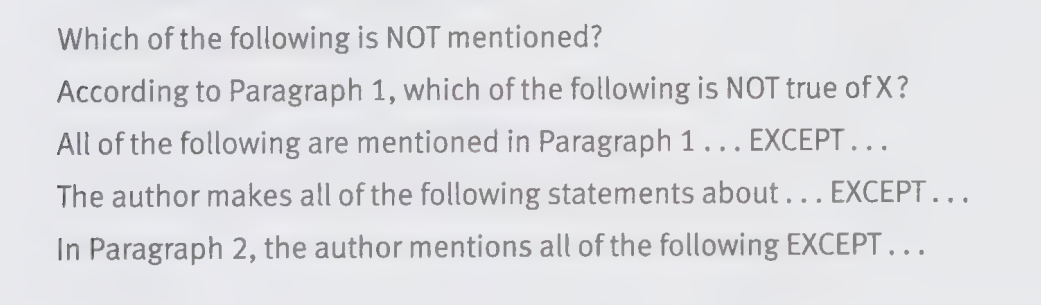 Which of the following is NOT mentioned?
According to Paragraph 1, which of the following is NOT true of X?
All of the following are mentioned in Paragraph 1 ... EXCEPT ...
The author makes all of the following statements about ... EXCEPT ...
In Paragraph 2, the author mentions all of the following EXCEPT ...